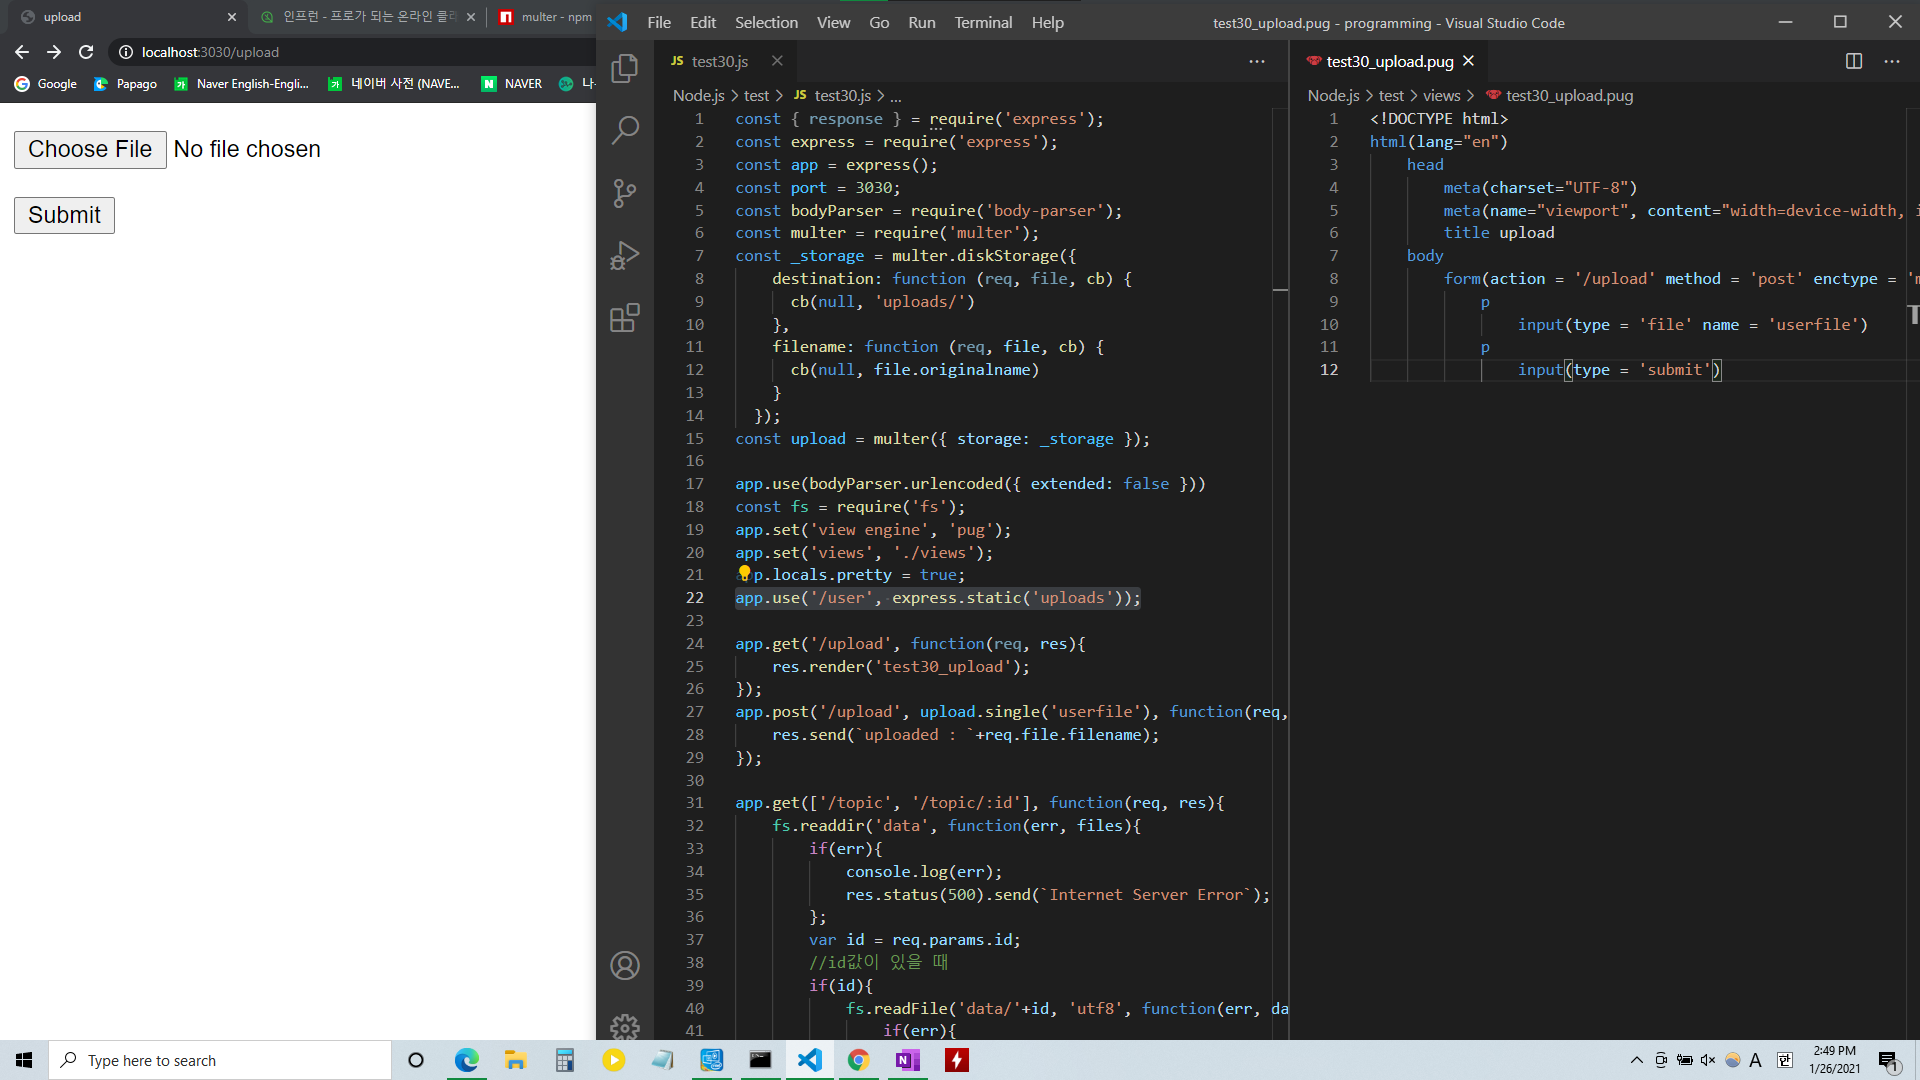 upload
인프런 - 프로가 되는 온라인 클
multer - npm
localhost:3030/upload
Google
Papago
Naver English-Engli...
네이버 사전 (NAVE...
NAVER
Choose File No file chosen
Submit
File Edit Selection View Go Run Terminal Help
test30_upload.pug - programming - Visual Studio Code
JS test30.js
Node.js > test > JS test30.js > ...
1 const { response } = require('express');
2 const express = require('express');
3 const app = express();
4 const port = 3030;
5 const bodyParser = require('body-parser');
6 const multer = require('multer');
7 const _storage = multer.diskStorage({
8 destination: function (req, file, cb) {
9 cb(null, 'uploads/')
10 },
11 filename: function (req, file, cb) {
12 cb(null, file.originalname)
13 }
14 });
15 const upload = multer({ storage: _storage });
16
17 app.use(bodyParser.urlencoded({ extended: false }))
18 const fs = require('fs');
19 app.set('view engine', 'pug');
20 app.set('views', './views');
21 app.locals.pretty = true;
22 app.use('/user', express.static('uploads'));
23
24 app.get('/upload', function(req, res){
25 res.render('test30_upload');
26 });
27 app.post('/upload', upload.single('userfile'), function(req,
28 res.send(`uploaded : `+req.file.filename);
29 });
30
31 app.get(['/topic', '/topic/:id'], function(req, res){
32 fs.readdir('data', function(err, files){
33 if(err){
34 console.log(err);
35 res.status(500).send(`Internet Server Error`);
36 };
37 var id = req.params.id;
38 //id값이 있을 때
39 if(id){
40 fs.readFile('data/'+id, 'utf8', function(err, da
41 if(err){
test30_upload.pug
Node.js > test > views > test30_upload.pug
1 <!DOCTYPE html>
2 html(lang="en")
3 head
4 meta(charset="UTF-8")
5 meta(name="viewport", content="width=device-width, i
6 title upload
7 body
8 form(action = '/upload' method = 'post' enctype = 'm
9 p
10 input(type = 'file' name = 'userfile')
11 p
12 input(type = 'submit')
Type here to search
A
한
2:49 PM
1/26/2021
1